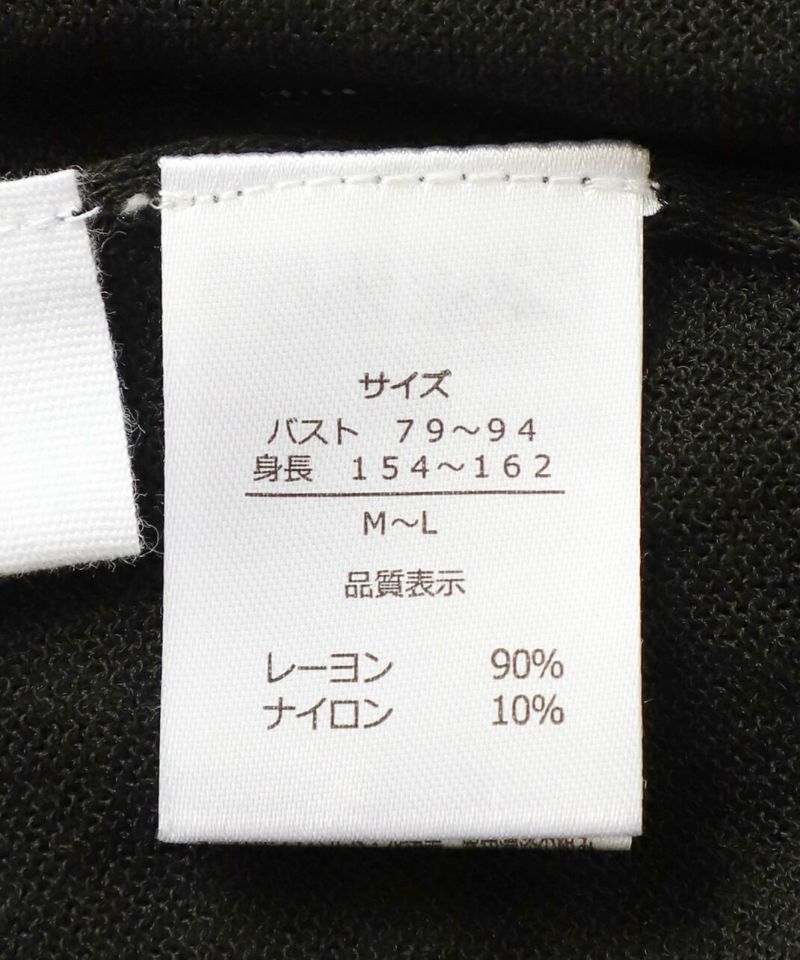 サイズ
バスト　７９～９４
身長　１５４～１６２
M～L
品質表示
レーヨン　90%
ナイロン　10%